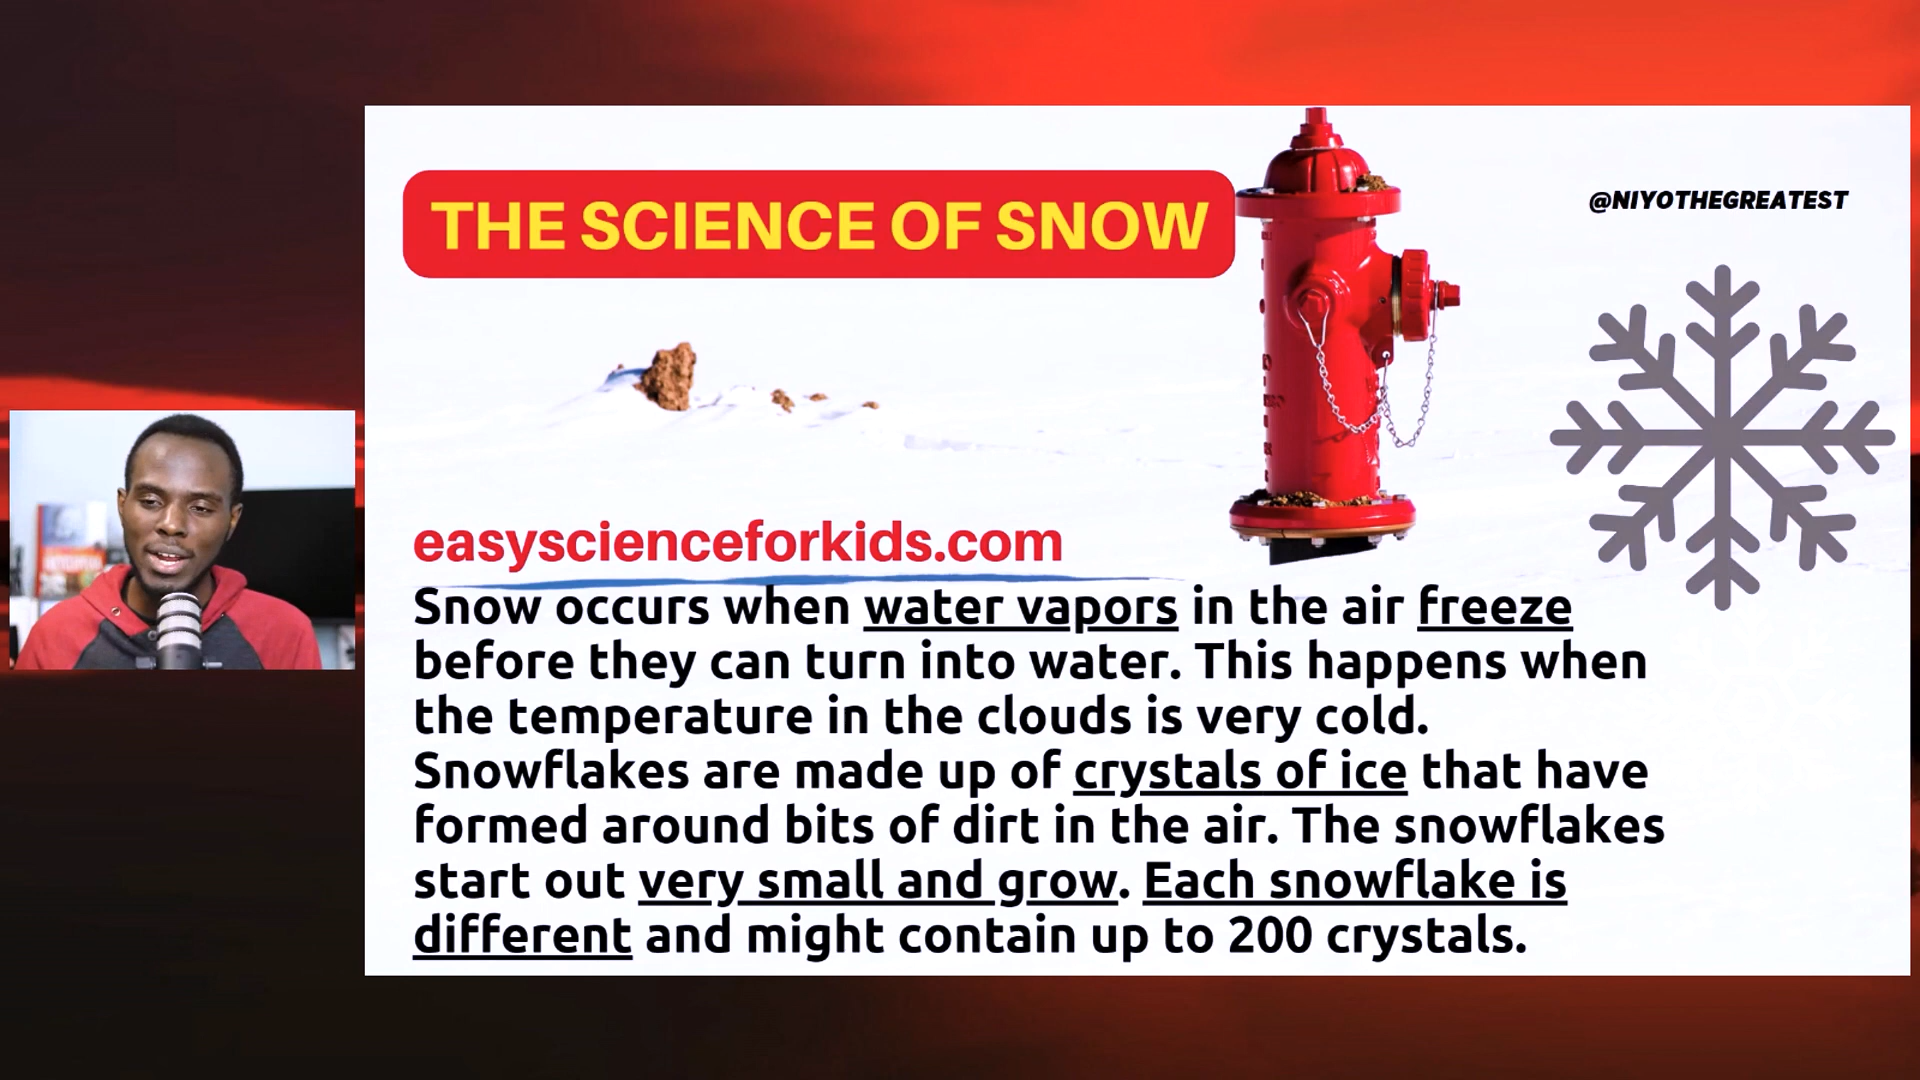 THE SCIENCE OF SNOW
@NIYOTHEGREATEST
easyscienceforkids.com
Snow occurs when water vapors in the air freeze
before they can turn into water. This happens when
the temperature in the clouds is very cold.
Snowflakes are made up of crystals of ice that have
formed around bits of dirt in the air. The snowflakes
start out very small and grow. Each snowflake is
different and might contain up to 200 crystals.